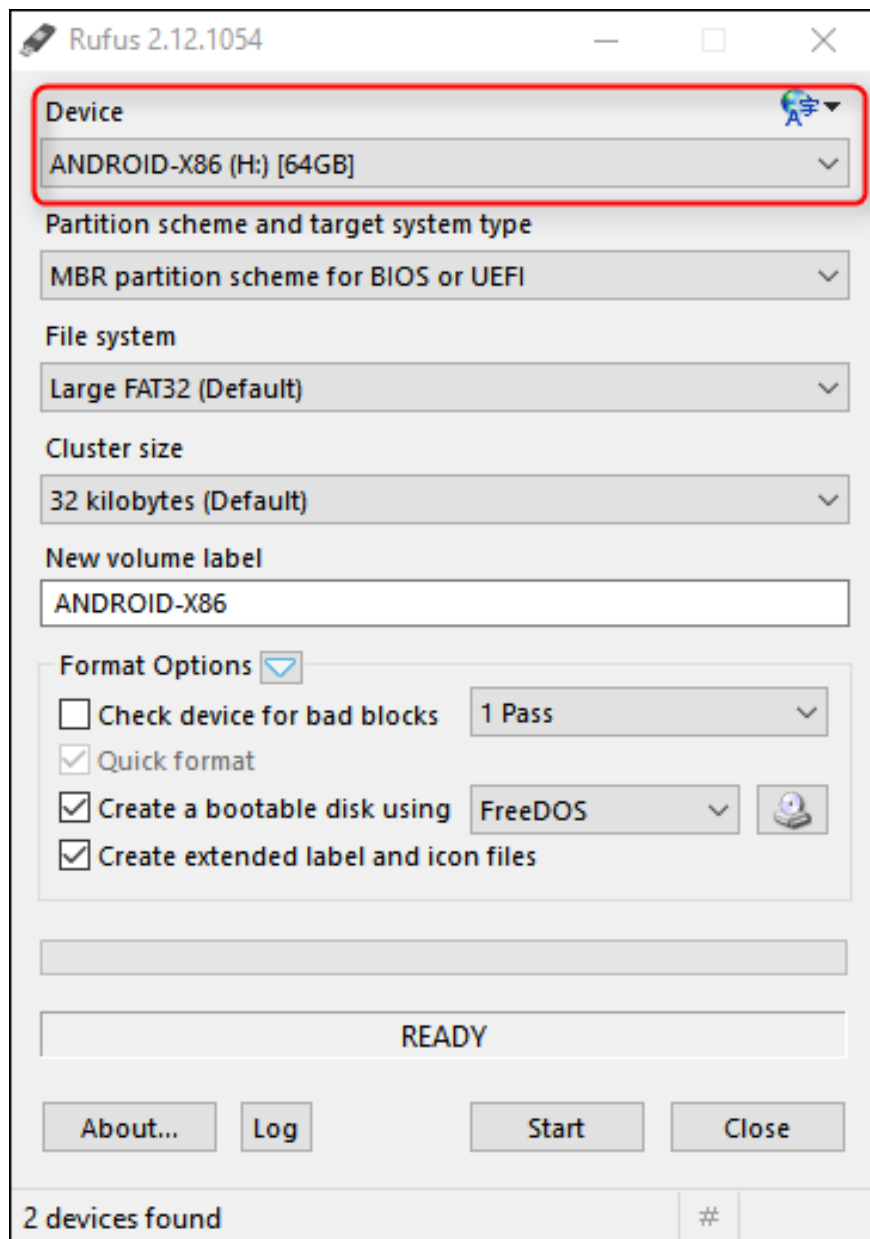 Rufus 2.12.1054
Device
ANDROID-X86 (H:) [64GB]
Partition scheme and target system type
MBR partition scheme for BIOS or UEFI
File system
Large FAT32 (Default)
Cluster size
32 kilobytes (Default)
New volume label
ANDROID-X86
Format Options
Check device for bad blocks 1 Pass
Quick format
Create a bootable disk using FreeDOS
Create extended label and icon files
READY
About... Log Start Close
2 devices found #